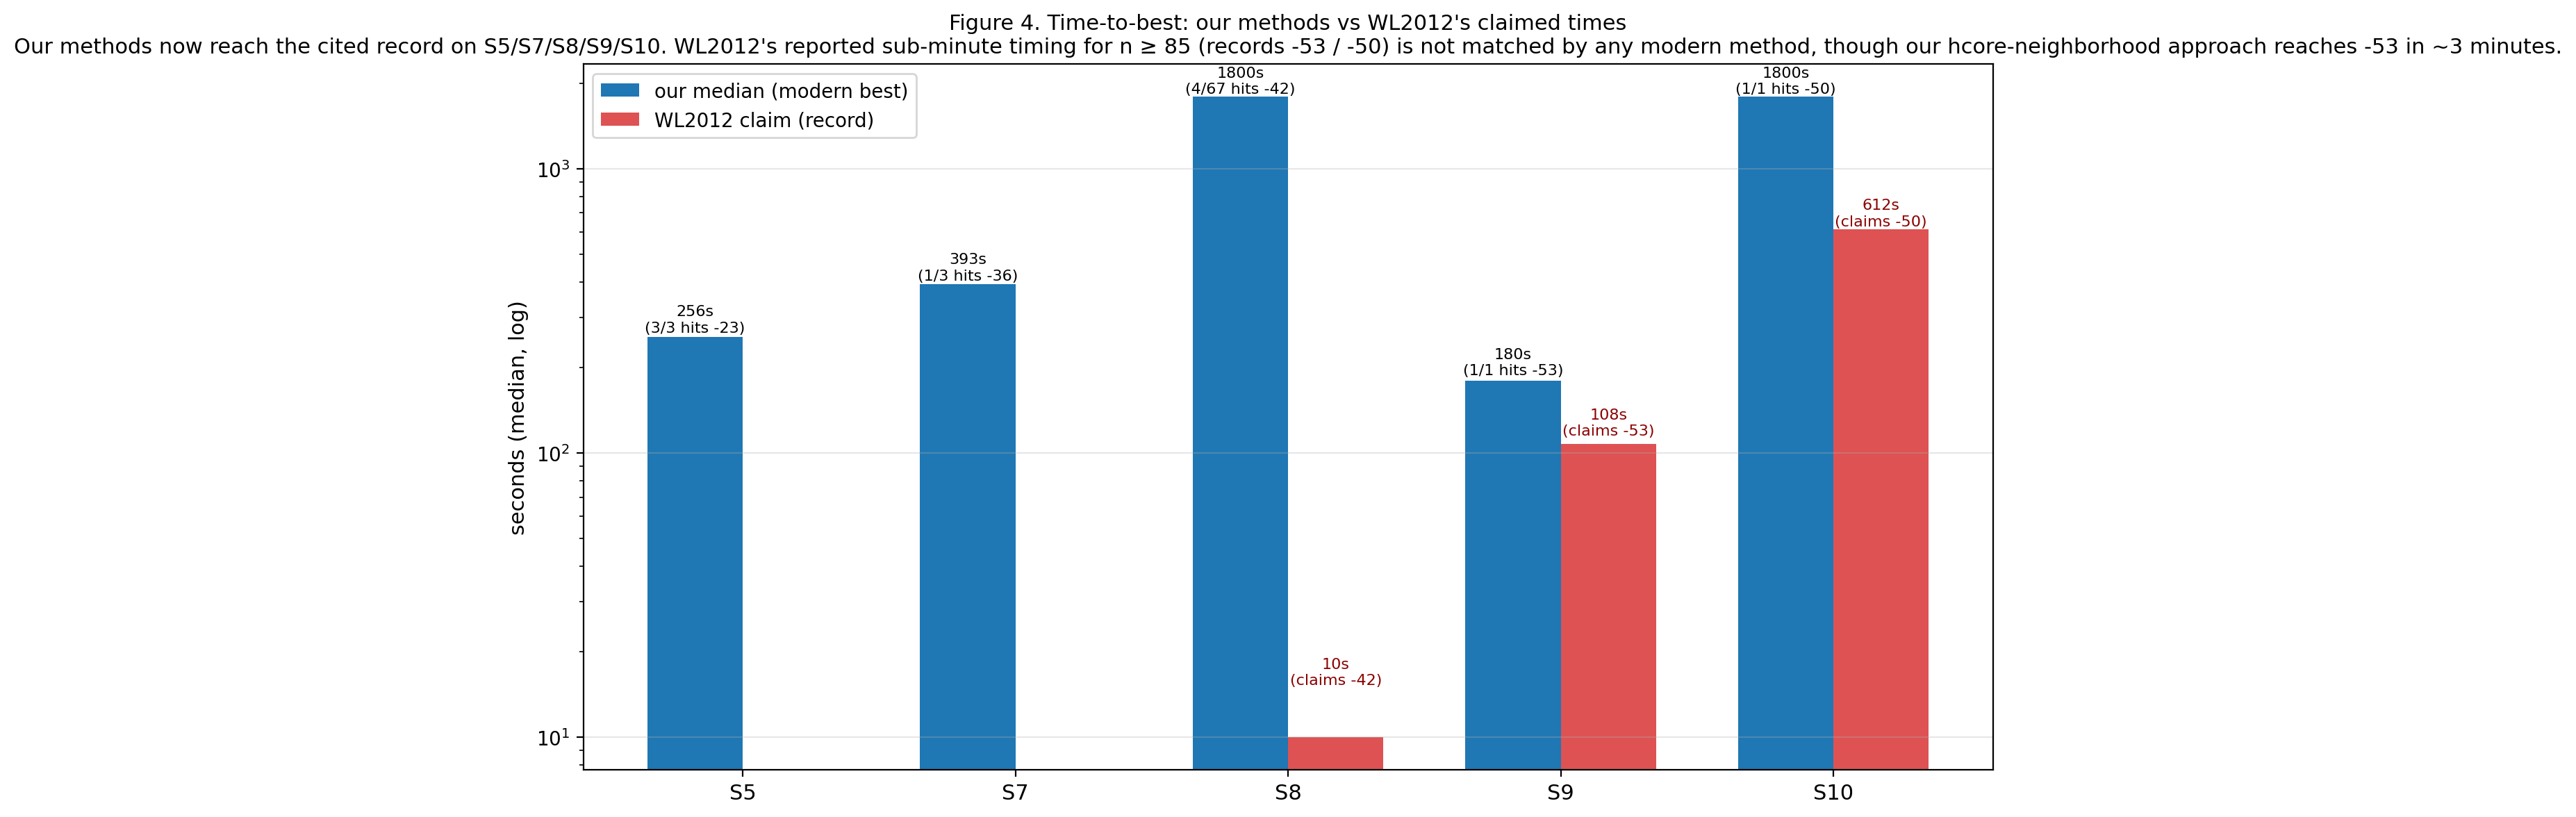 Figure 4. Time-to-best: our methods vs WL2012's claimed times
Our methods now reach the cited record on S5/S7/S8/S9/S10. WL2012's reported sub-minute timing for n ≥ 85 (records -53 / -50) is not matched by any modern method, though our hcore-neighborhood approach reaches -53 in ~3 minutes.
our median (modern best)
WL2012 claim (record)
seconds (median, log)
10³
10²
10¹
256s
(3/3 hits -23)
393s
(1/3 hits -36)
1800s
(4/67 hits -42)
10s
(claims -42)
180s
(1/1 hits -53)
108s
(claims -53)
1800s
(1/1 hits -50)
612s
(claims -50)
S5
S7
S8
S9
S10